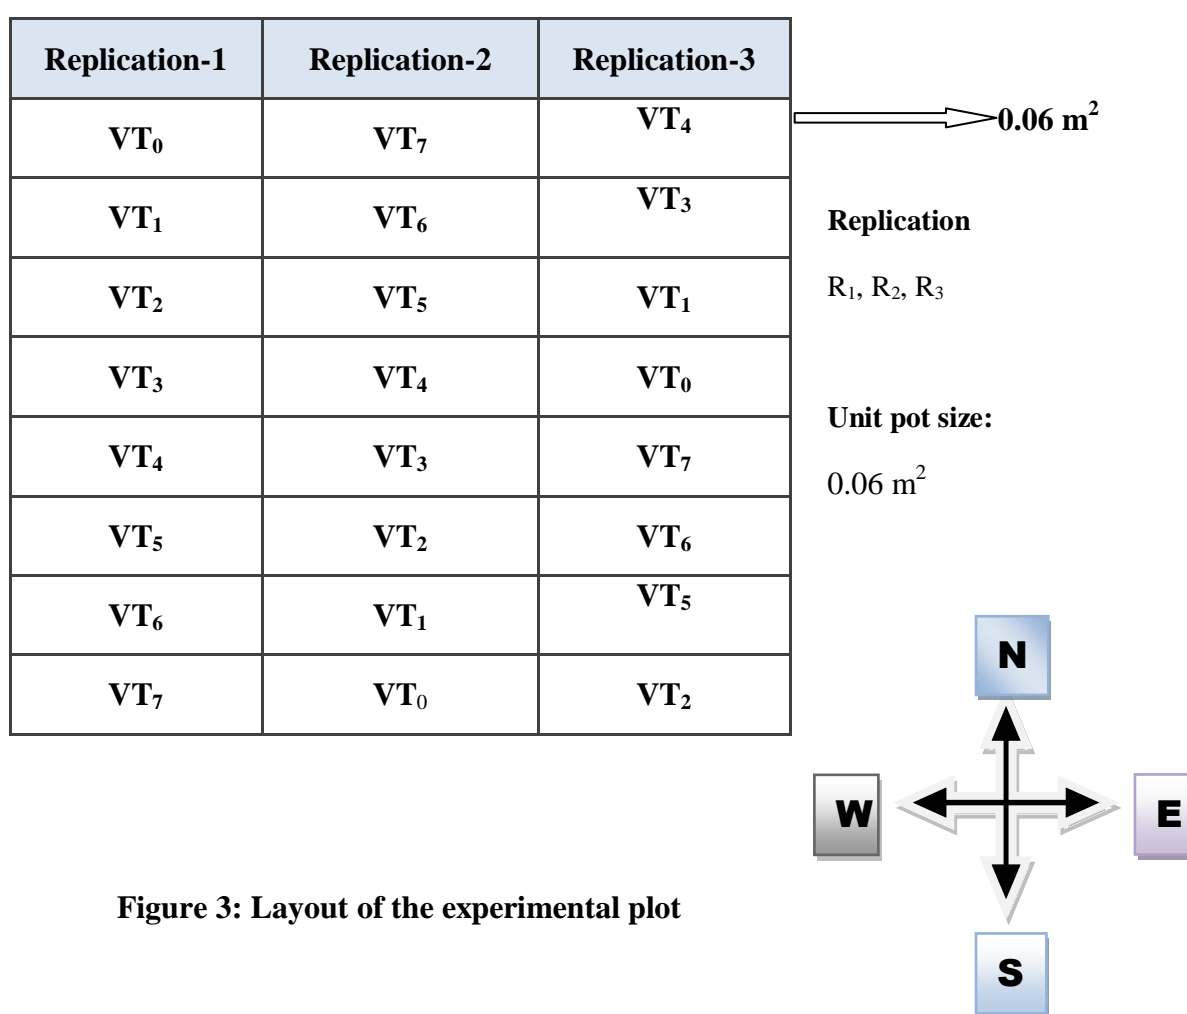 Replication-1 Replication-2 Replication-3
VT₀ VT₇ VT₄ 0.06 m²
VT₁ VT₆ VT₃
VT₂ VT₅ VT₁
VT₃ VT₄ VT₀
VT₄ VT₃ VT₇
VT₅ VT₂ VT₆
VT₆ VT₁ VT₅
VT₇ VT₀ VT₂
Replication
R₁, R₂, R₃
Unit pot size:
0.06 m²
N
W E
S
Figure 3: Layout of the experimental plot